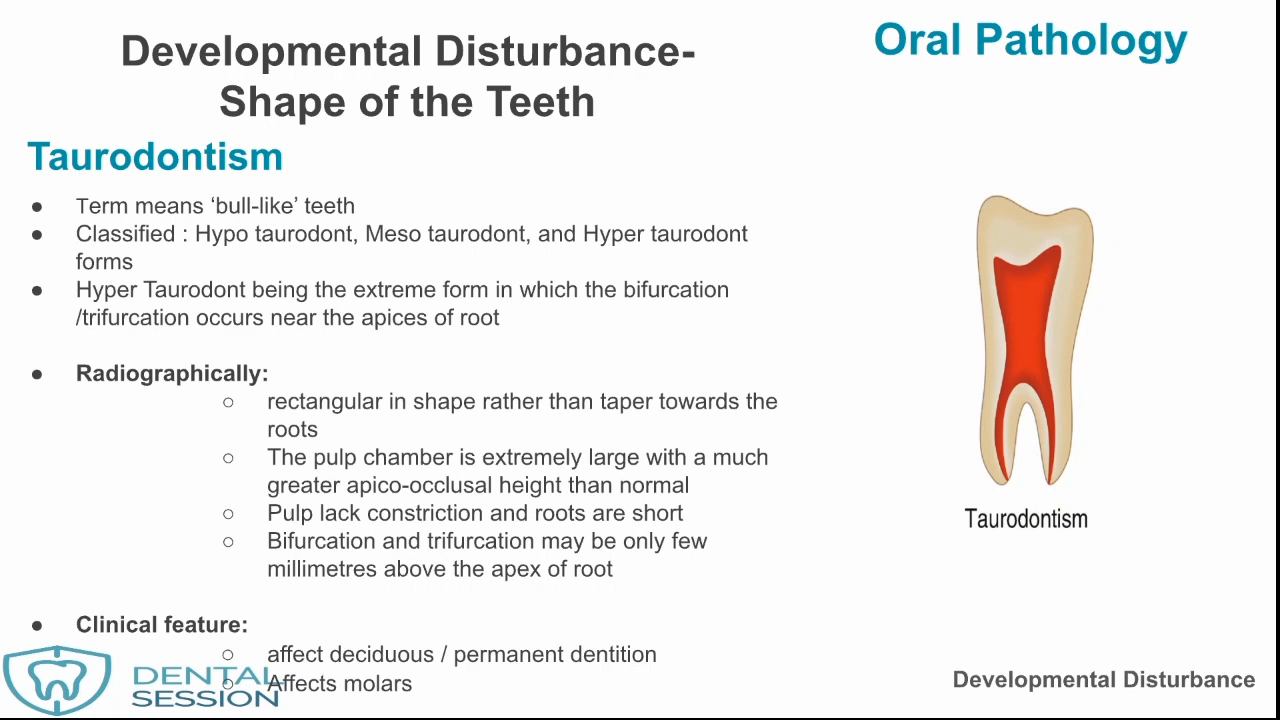 Developmental Disturbance-
Shape of the Teeth
Oral Pathology
Taurodontism
● Term means ‘bull-like’ teeth
● Classified : Hypo taurodont, Meso taurodont, and Hyper taurodont
forms
● Hyper Taurodont being the extreme form in which the bifurcation
/trifurcation occurs near the apices of root
● Radiographically:
○ rectangular in shape rather than taper towards the
roots
○ The pulp chamber is extremely large with a much
greater apico-occlusal height than normal
○ Pulp lack constriction and roots are short
○ Bifurcation and trifurcation may be only few
millimetres above the apex of root
● Clinical feature:
○ affect deciduous / permanent dentition
○ Affects molars
Taurodontism
DENTAL
SESSION
Developmental Disturbance